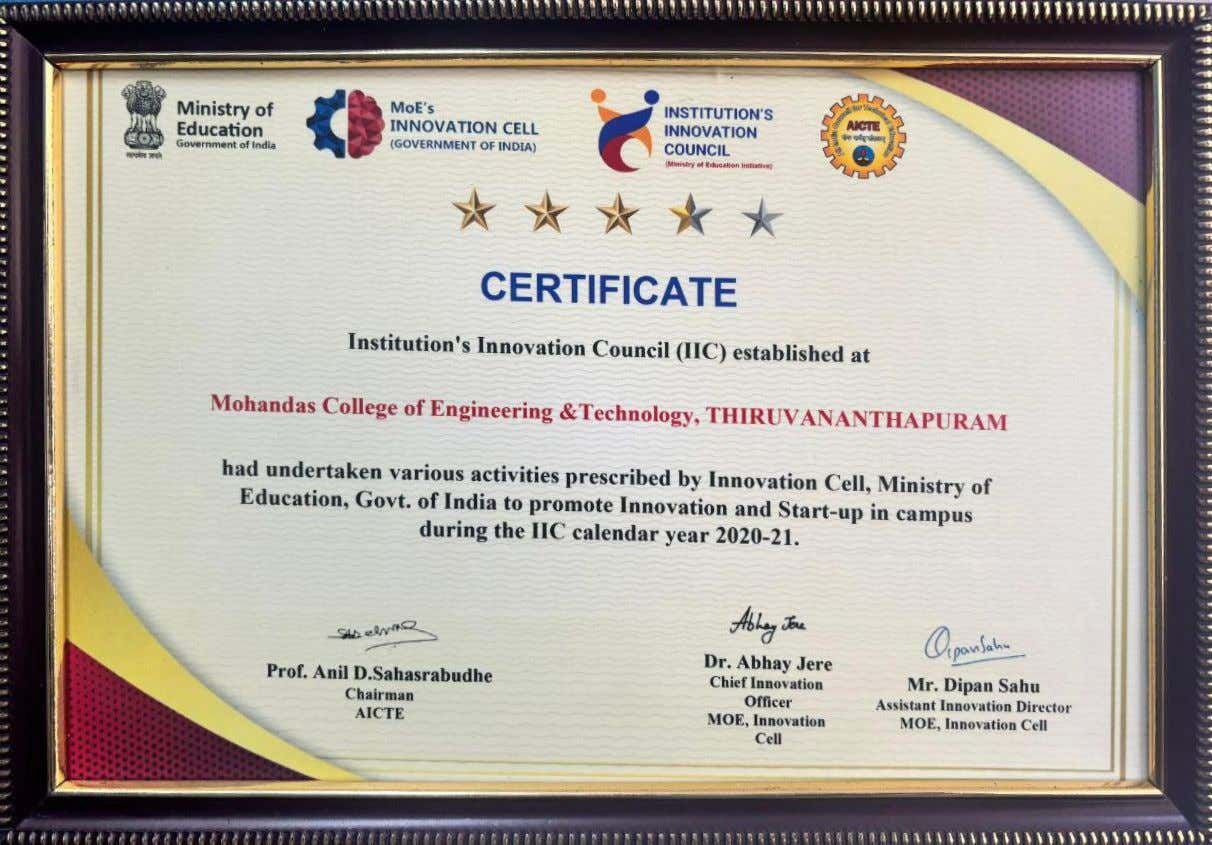 Ministry of
Education
Government of India
सत्यमेव जयते
MoE's
INNOVATION CELL
(GOVERNMENT OF INDIA)
INSTITUTION'S
INNOVATION
COUNCIL
(Ministry of Education Initiative)
AICTE
CERTIFICATE
Institution's Innovation Council (IIC) established at
Mohandas College of Engineering &Technology, THIRUVANANTHAPURAM
had undertaken various activities prescribed by Innovation Cell, Ministry of
Education, Govt. of India to promote Innovation and Start-up in campus
during the IIC calendar year 2020-21.
Abhay Jere
Dipan Sahu
Prof. Anil D.Sahasrabudhe
Chairman
AICTE
Dr. Abhay Jere
Chief Innovation
Officer
MOE, Innovation
Cell
Mr. Dipan Sahu
Assistant Innovation Director
MOE, Innovation Cell